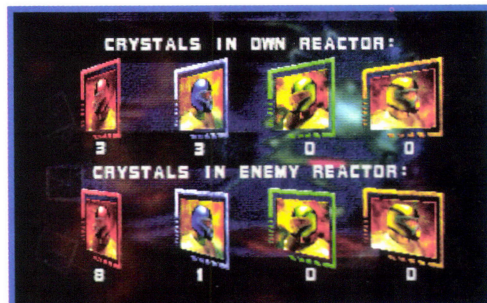 CRYSTALS IN OWN REACTOR:
3 3 0 0
CRYSTALS IN ENEMY REACTOR:
8 1 0 0